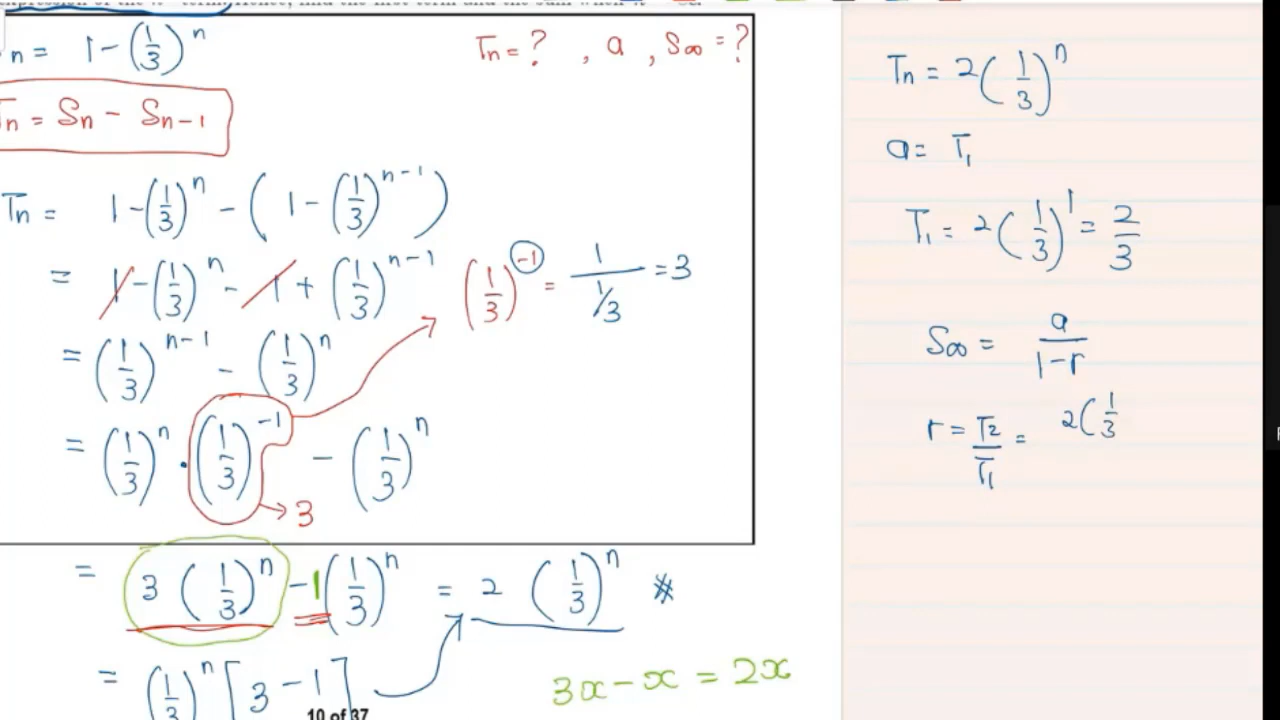 n = 1 - (1/3)^n
Tn = ? , a , S∞ = ?
Tn = Sn - Sn-1
Tn = 1 - (1/3)^n - ( 1 - (1/3)^n-1 )
= 1 - (1/3)^n - 1 + (1/3)^n-1
(1/3)^-1 = 1/(1/3) = 3
= (1/3)^n-1 - (1/3)^n
= (1/3)^n . (1/3)^-1 - (1/3)^n
→ 3
= 3 (1/3)^n - 1 (1/3)^n = 2 (1/3)^n ※
= (1/3)^n [3 - 1]
3x - x = 2x
10 of 37
Tn = 2 (1/3)^n
a = T1
T1 = 2 (1/3)^1 = 2/3
S∞ = a/(1-r)
r = T2/T1 = 2 (1/3